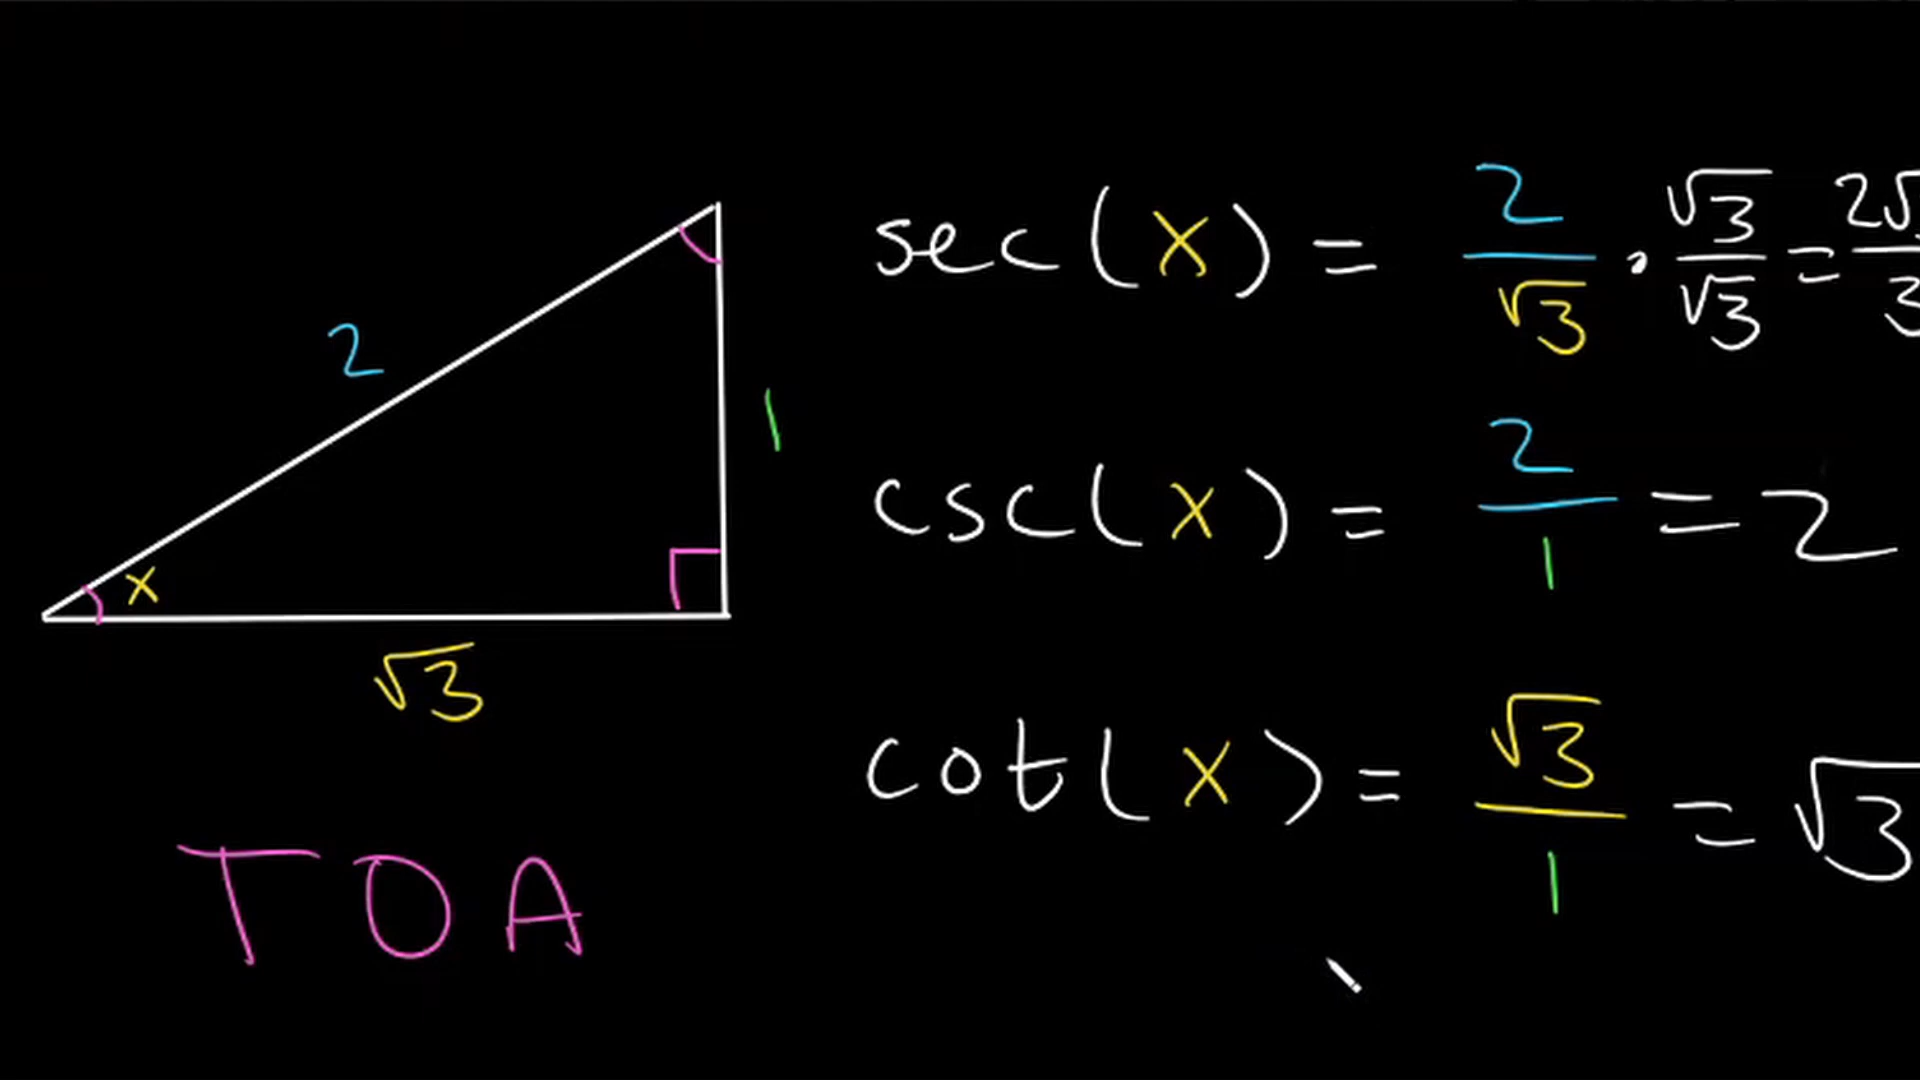 sec(x) = 2/√3 · √3/√3 = 2√/3
2
1
csc(x) = 2/1 = 2
x
√3
cot(x) = √3/1 = √3
TOA